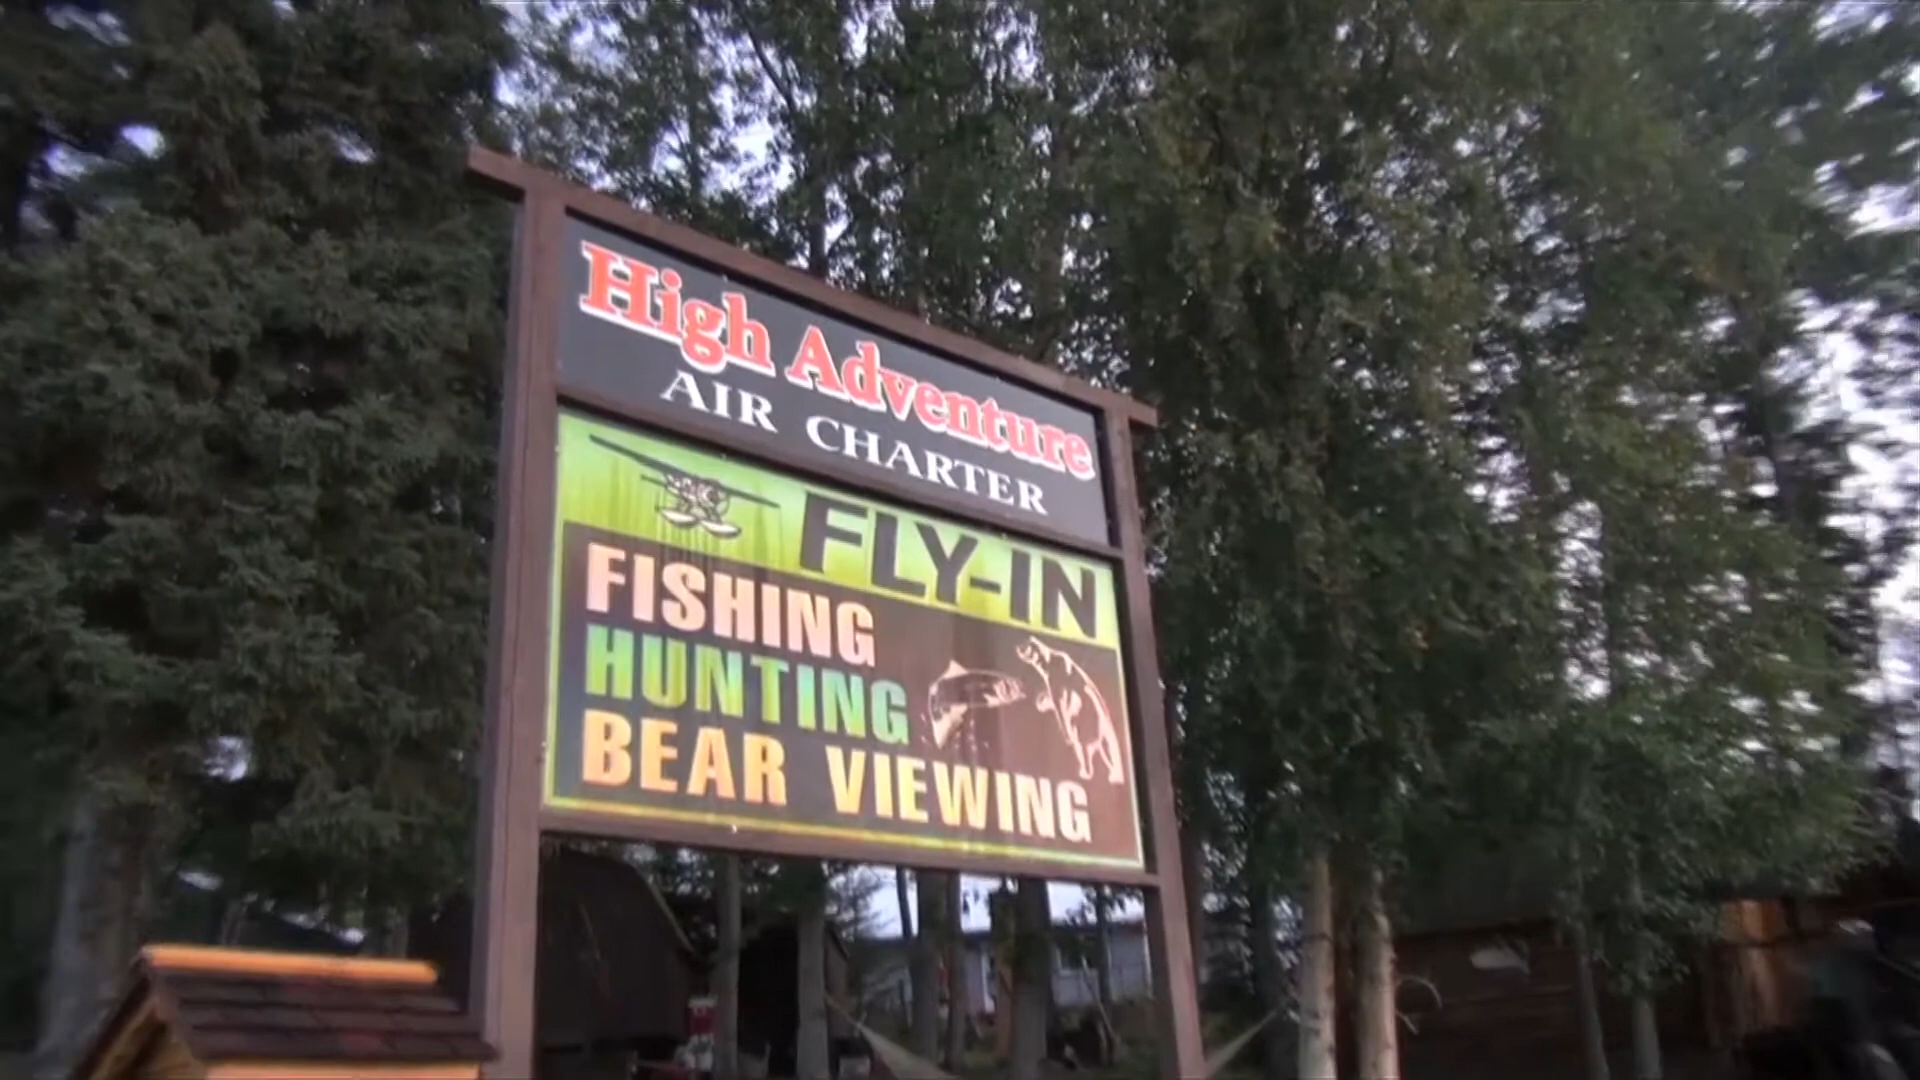 High Adventure
AIR CHARTER
FLY-IN
FISHING
HUNTING
BEAR VIEWING